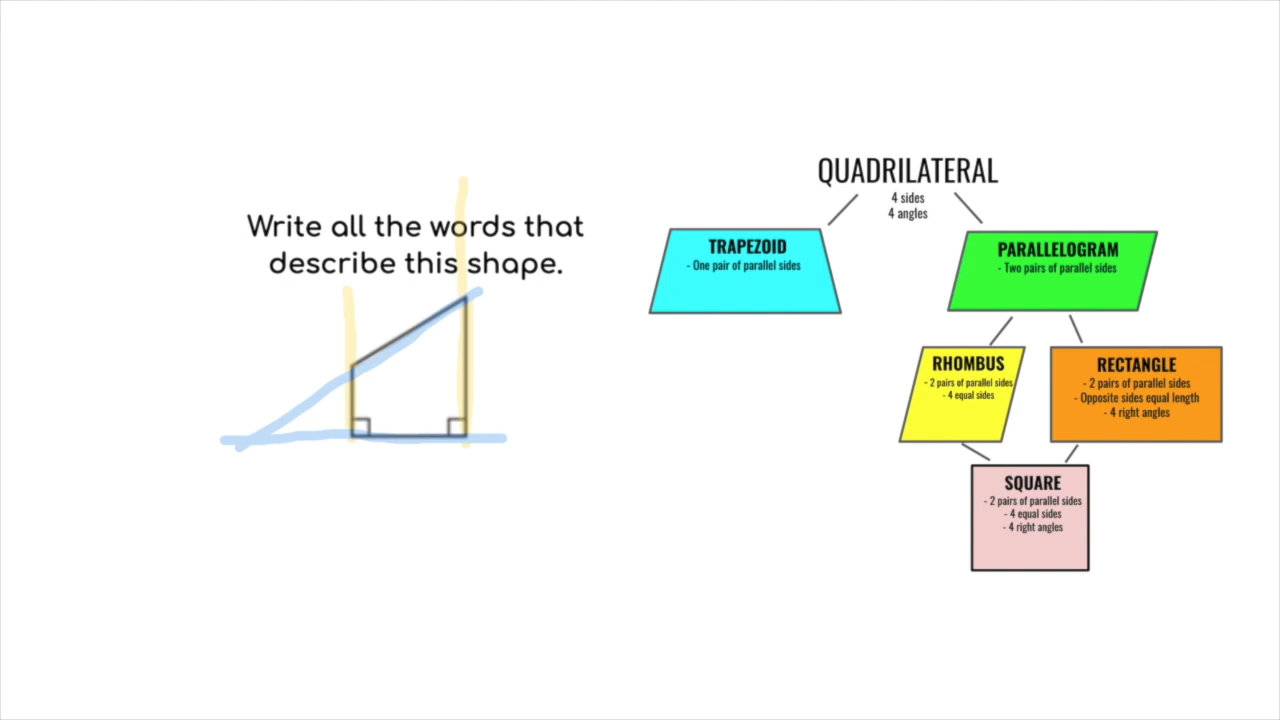 Write all the words that
describe this shape.
QUADRILATERAL
4 sides
4 angles
TRAPEZOID
- One pair of parallel sides
PARALLELOGRAM
- Two pairs of parallel sides
RHOMBUS
- 2 pairs of parallel sides
- 4 equal sides
RECTANGLE
- 2 pairs of parallel sides
- Opposite sides equal length
- 4 right angles
SQUARE
- 2 pairs of parallel sides
- 4 equal sides
- 4 right angles